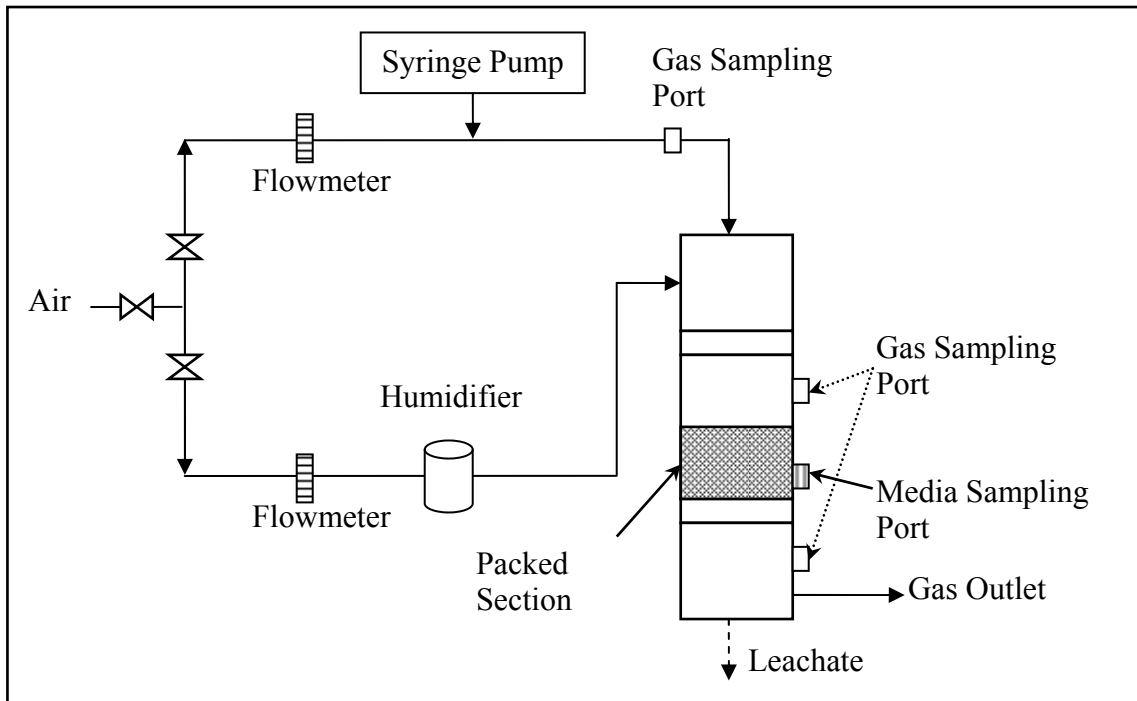 Syringe Pump
Gas Sampling
Port
Flowmeter
Air
Humidifier
Gas Sampling
Port
Flowmeter
Media Sampling
Port
Packed
Section
Gas Outlet
Leachate